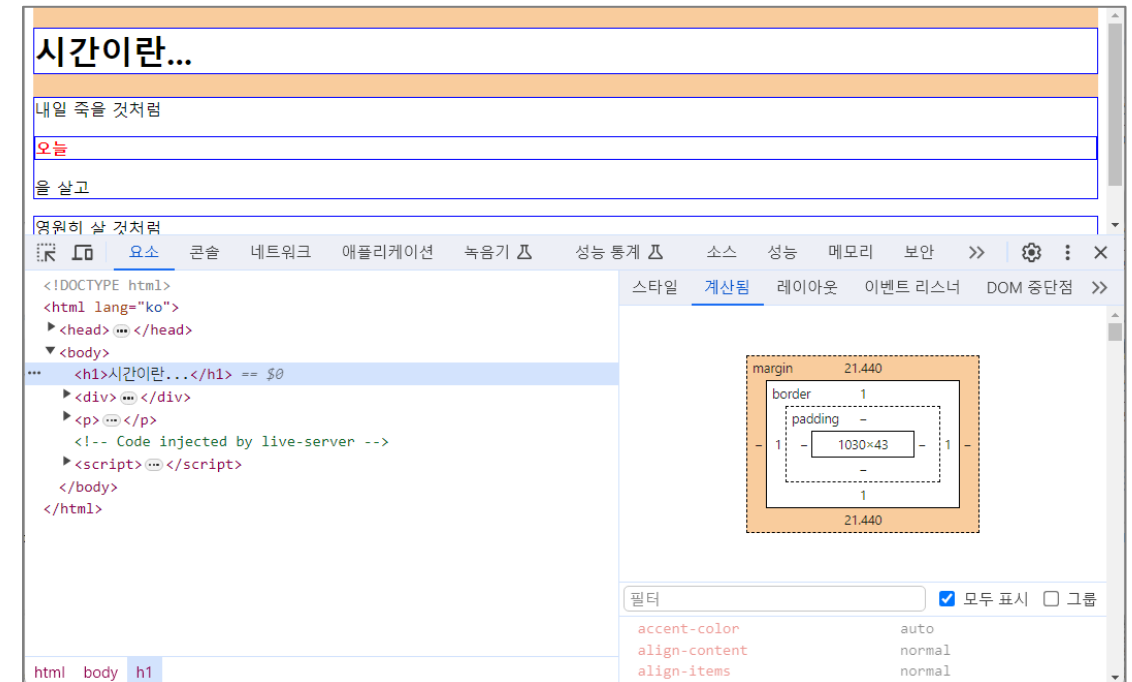 시간이란...
내일 죽을 것처럼
오늘
을 살고
영원히 살 것처럼
요소 콘솔 네트워크 애플리케이션 녹음기 성능 통계 소스 성능 메모리 보안
<!DOCTYPE html>
<html lang="ko">
<head> ... </head>
<body>
... <h1>시간이란...</h1> == $0
<div> ... </div>
<p> ... </p>
<!-- Code injected by live-server -->
<script> ... </script>
</body>
</html>
html body h1
스타일 계산됨 레이아웃 이벤트 리스너 DOM 중단점
margin 21.440
border 1
padding –
– 1 – 1030×43 – 1 –
–
1
21.440
필터 모두 표시 그룹
accent-color auto
align-content normal
align-items normal